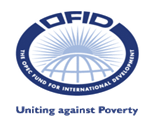 OFID
THE OPEC FUND FOR INTERNATIONAL DEVELOPMENT
Uniting against Poverty